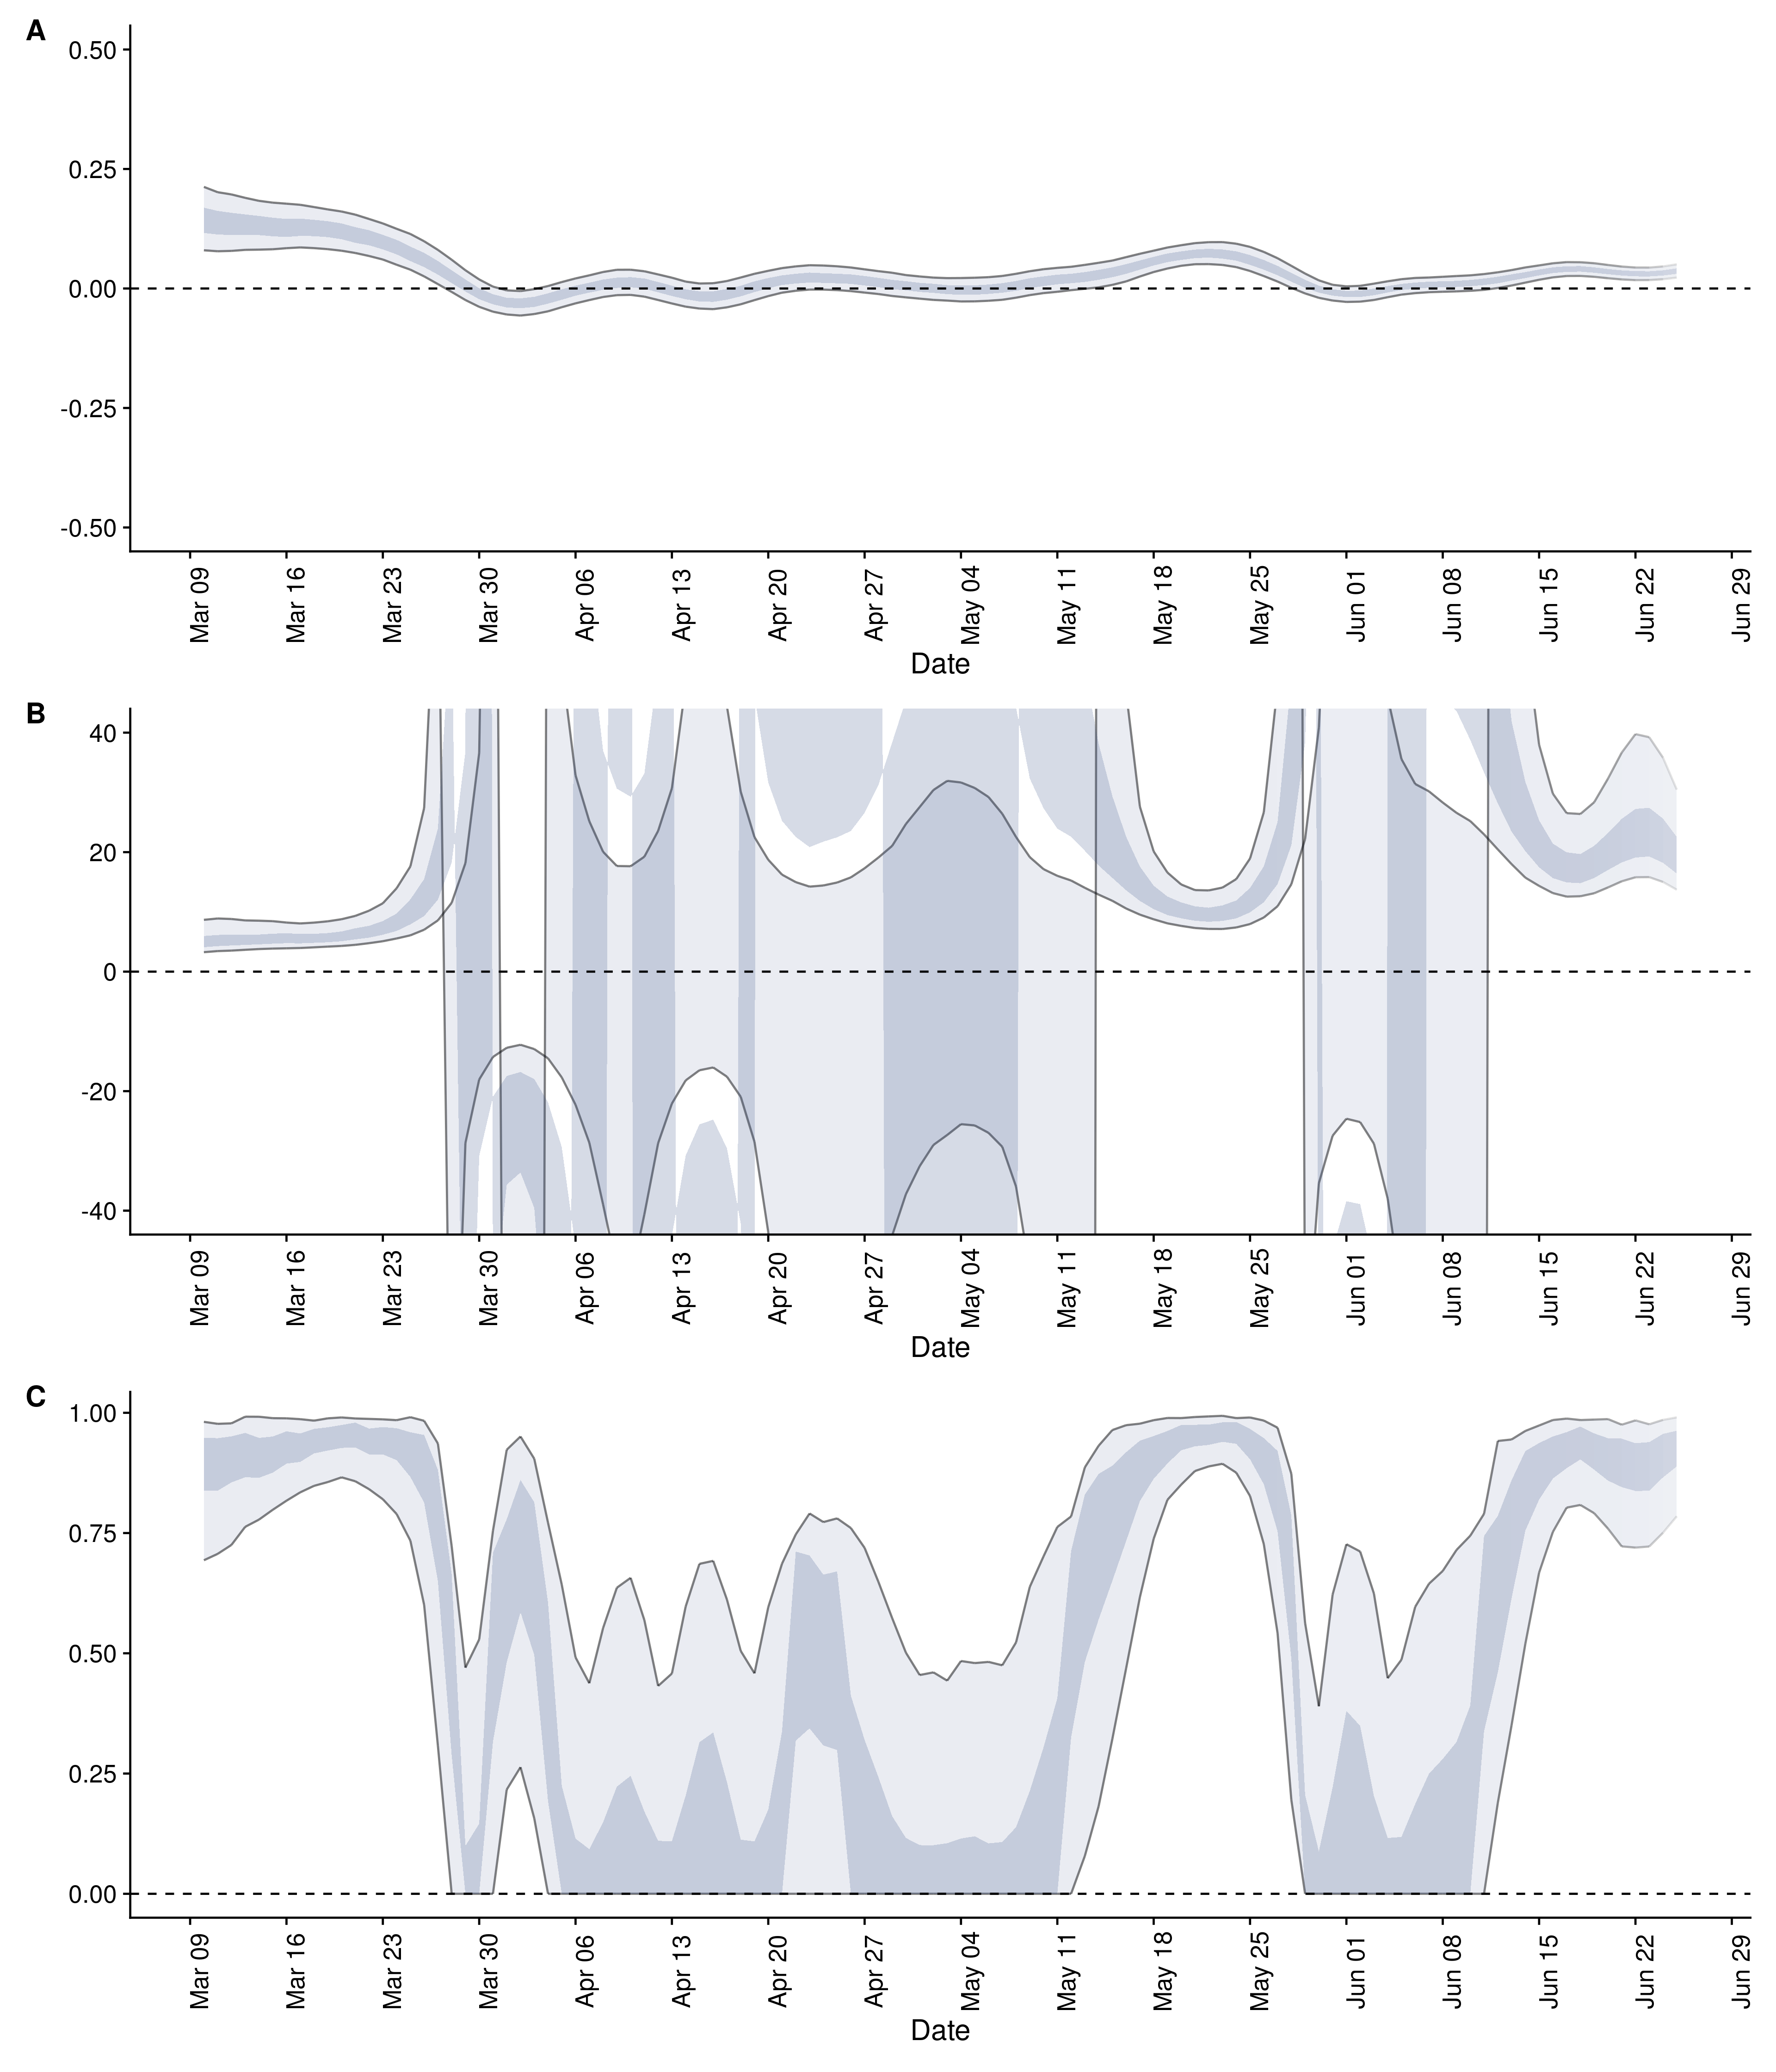 A
0.50
0.25
0.00
-0.25
-0.50
Mar 09
Mar 16
Mar 23
Mar 30
Apr 06
Apr 13
Apr 20
Apr 27
May 04
May 11
May 18
May 25
Jun 01
Jun 08
Jun 15
Jun 22
Jun 29
Date
B
40
20
0
-20
-40
Mar 09
Mar 16
Mar 23
Mar 30
Apr 06
Apr 13
Apr 20
Apr 27
May 04
May 11
May 18
May 25
Jun 01
Jun 08
Jun 15
Jun 22
Jun 29
Date
C
1.00
0.75
0.50
0.25
0.00
Mar 09
Mar 16
Mar 23
Mar 30
Apr 06
Apr 13
Apr 20
Apr 27
May 04
May 11
May 18
May 25
Jun 01
Jun 08
Jun 15
Jun 22
Jun 29
Date